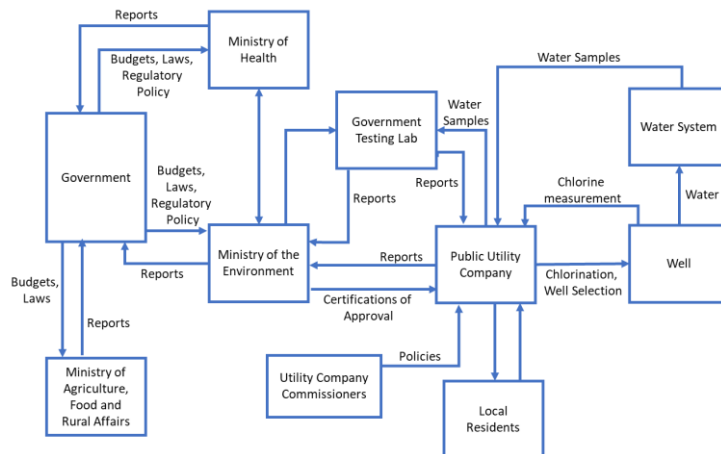 Reports
Ministry of
Health
Budgets, Laws,
Regulatory
Policy
Water Samples
Government
Testing Lab
Water
Samples
Water System
Government
Budgets,
Laws,
Regulatory
Policy
Reports
Reports
Chlorine
measurement
Water
Ministry of the
Environment
Reports
Reports
Public Utility
Company
Chlorination,
Well Selection
Well
Budgets,
Laws
Reports
Certifications of
Approval
Ministry of
Agriculture,
Food and
Rural Affairs
Utility Company
Commissioners
Policies
Local
Residents